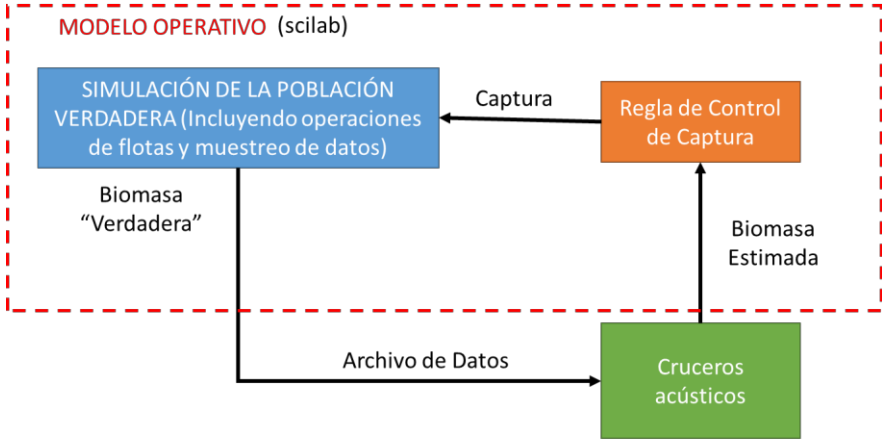 MODELO OPERATIVO (scilab)
SIMULACIÓN DE LA POBLACIÓN
VERDADERA (Incluyendo operaciones
de flotas y muestreo de datos)
Captura
Regla de Control
de Captura
Biomasa
“Verdadera”
Biomasa
Estimada
Archivo de Datos
Cruceros
acústicos